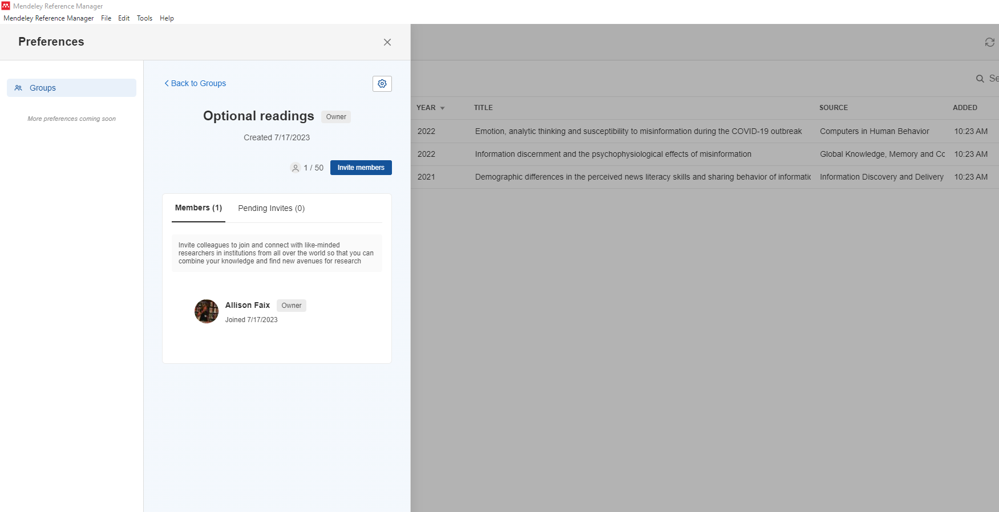 Mendeley Reference Manager
Mendeley Reference Manager File Edit Tools Help
Preferences
Groups
More preferences coming soon
Back to Groups
Optional readings Owner
Created 7/17/2023
1 / 50 Invite members
Members (1) Pending Invites (0)
Invite colleagues to join and connect with like-minded
researchers in institutions from all over the world so that you can
combine your knowledge and find new avenues for research
Allison Faix Owner
Joined 7/17/2023
Se
YEAR TITLE SOURCE ADDED
2022 Emotion, analytic thinking and susceptibility to misinformation during the COVID-19 outbreak Computers in Human Behavior 10:23 AM
2022 Information discernment and the psychophysiological effects of misinformation Global Knowledge, Memory and Cc 10:23 AM
2021 Demographic differences in the perceived news literacy skills and sharing behavior of informatic Information Discovery and Delivery 10:23 AM